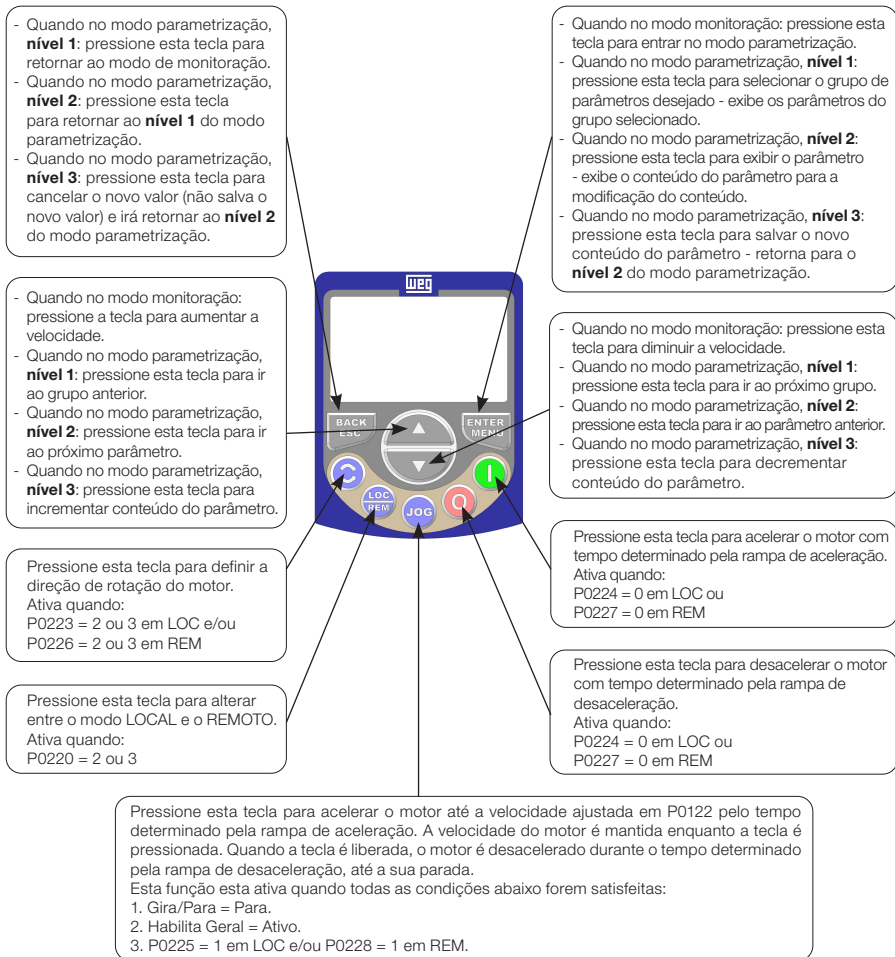 - Quando no modo parametrização,
nível 1: pressione esta tecla para
retornar ao modo de monitoração.
- Quando no modo parametrização,
nível 2: pressione esta tecla
para retornar ao nível 1 do modo
parametrização.
- Quando no modo parametrização,
nível 3: pressione esta tecla para
cancelar o novo valor (não salva o
novo valor) e irá retornar ao nível 2
do modo parametrização.
- Quando no modo monitoração: pressione esta
tecla para entrar no modo parametrização.
- Quando no modo parametrização, nível 1:
pressione esta tecla para selecionar o grupo de
parâmetros desejado - exibe os parâmetros do
grupo selecionado.
- Quando no modo parametrização, nível 2:
pressione esta tecla para exibir o parâmetro
- exibe o conteúdo do parâmetro para a
modificação do conteúdo.
- Quando no modo parametrização, nível 3:
pressione esta tecla para salvar o novo
conteúdo do parâmetro - retorna para o
nível 2 do modo parametrização.
- Quando no modo monitoração:
pressione a tecla para aumentar a
velocidade.
- Quando no modo parametrização,
nível 1: pressione esta tecla para ir
ao grupo anterior.
- Quando no modo parametrização,
nível 2: pressione esta tecla para ir
ao próximo parâmetro.
- Quando no modo parametrização,
nível 3: pressione esta tecla para
incrementar conteúdo do parâmetro.
weg
BACK
ESC
ENTER
MENU
LOC
REM
JOG
- Quando no modo monitoração: pressione esta
tecla para diminuir a velocidade.
- Quando no modo parametrização, nível 1:
pressione esta tecla para ir ao próximo grupo.
- Quando no modo parametrização, nível 2:
pressione esta tecla para ir ao parâmetro anterior.
- Quando no modo parametrização, nível 3:
pressione esta tecla para decrementar
conteúdo do parâmetro.
Pressione esta tecla para definir a
direção de rotação do motor.
Ativa quando:
P0223 = 2 ou 3 em LOC e/ou
P0226 = 2 ou 3 em REM
Pressione esta tecla para acelerar o motor com
tempo determinado pela rampa de aceleração.
Ativa quando:
P0224 = 0 em LOC ou
P0227 = 0 em REM
Pressione esta tecla para alterar
entre o modo LOCAL e o REMOTO.
Ativa quando:
P0220 = 2 ou 3
Pressione esta tecla para desacelerar o motor
com tempo determinado pela rampa de
desaceleração.
Ativa quando:
P0224 = 0 em LOC ou
P0227 = 0 em REM
Pressione esta tecla para acelerar o motor até a velocidade ajustada em P0122 pelo tempo
determinado pela rampa de aceleração. A velocidade do motor é mantida enquanto a tecla é
pressionada. Quando a tecla é liberada, o motor é desacelerado durante o tempo determinado
pela rampa de desaceleração, até a sua parada.
Esta função esta ativa quando todas as condições abaixo forem satisfeitas:
1. Gira/Para = Para.
2. Habilita Geral = Ativo.
3. P0225 = 1 em LOC e/ou P0228 = 1 em REM.